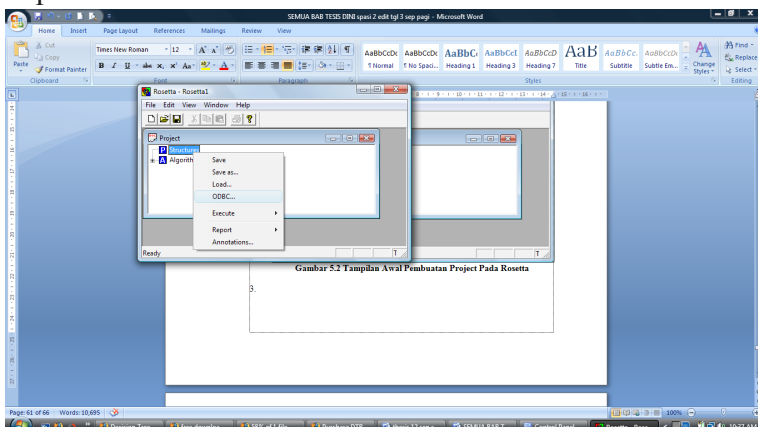 SEMUA BAB TESIS DINI spasi 2 edit tgl 3 sep pagi - Microsoft Word
Home Insert Page Layout References Mailings Review View
Cut
Copy
Format Painter
Paste
Times New Roman 12
AaBbCcDc AaBbCcDc AaBbC AaBbCcI AaBbCcD AaB AaBbCc AaBbCcDc
¶ Normal ¶ No Spaci... Heading 1 Heading 3 Heading 7 Title Subtitle Subtle Em...
Change Styles
Find
Replace
Select
Clipboard Font Paragraph Styles Editing
Rosetta - Rosetta1
File Edit View Window Help
Project
Structures
Algorith
Save
Save as...
Load...
ODBC...
Execute
Report
Annotations...
Ready
Gambar 5.2 Tampilan Awal Pembuatan Project Pada Rosetta
3.
Page: 61 of 66 Words: 10,695
100%
10:37 AM